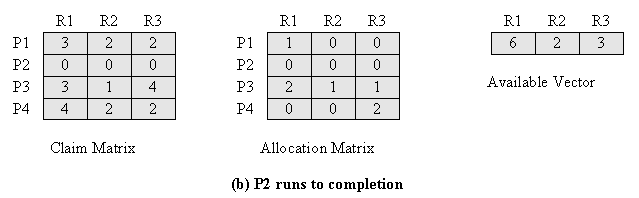 R1 R2 R3 R1 R2 R3 R1 R2 R3
P1 3 2 2 P1 1 0 0 6 2 3
P2 0 0 0 P2 0 0 0
P3 3 1 4 P3 2 1 1 Available Vector
P4 4 2 2 P4 0 0 2
Claim Matrix Allocation Matrix
(b) P2 runs to completion